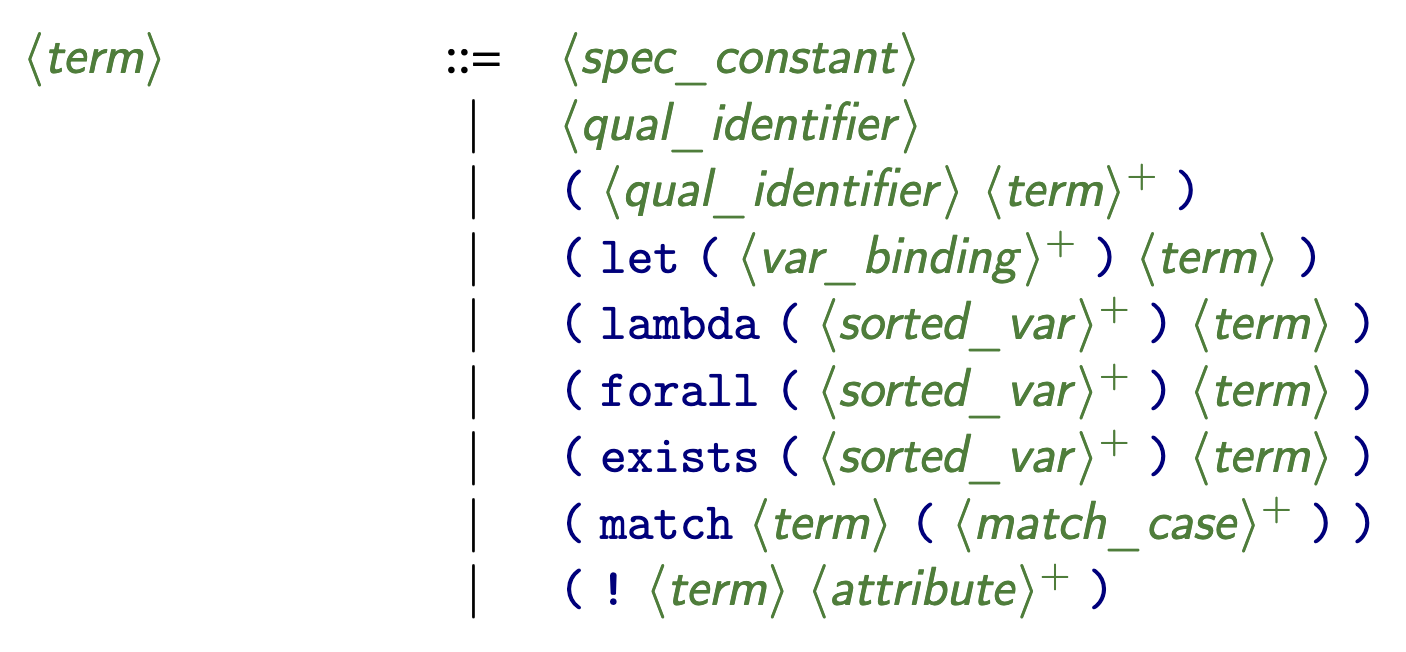 ⟨term⟩ ::= ⟨spec_constant⟩
| ⟨qual_identifier⟩
| ( ⟨qual_identifier⟩ ⟨term⟩⁺ )
| ( let ( ⟨var_binding⟩⁺ ) ⟨term⟩ )
| ( lambda ( ⟨sorted_var⟩⁺ ) ⟨term⟩ )
| ( forall ( ⟨sorted_var⟩⁺ ) ⟨term⟩ )
| ( exists ( ⟨sorted_var⟩⁺ ) ⟨term⟩ )
| ( match ⟨term⟩ ( ⟨match_case⟩⁺ ) )
| ( ! ⟨term⟩ ⟨attribute⟩⁺ )